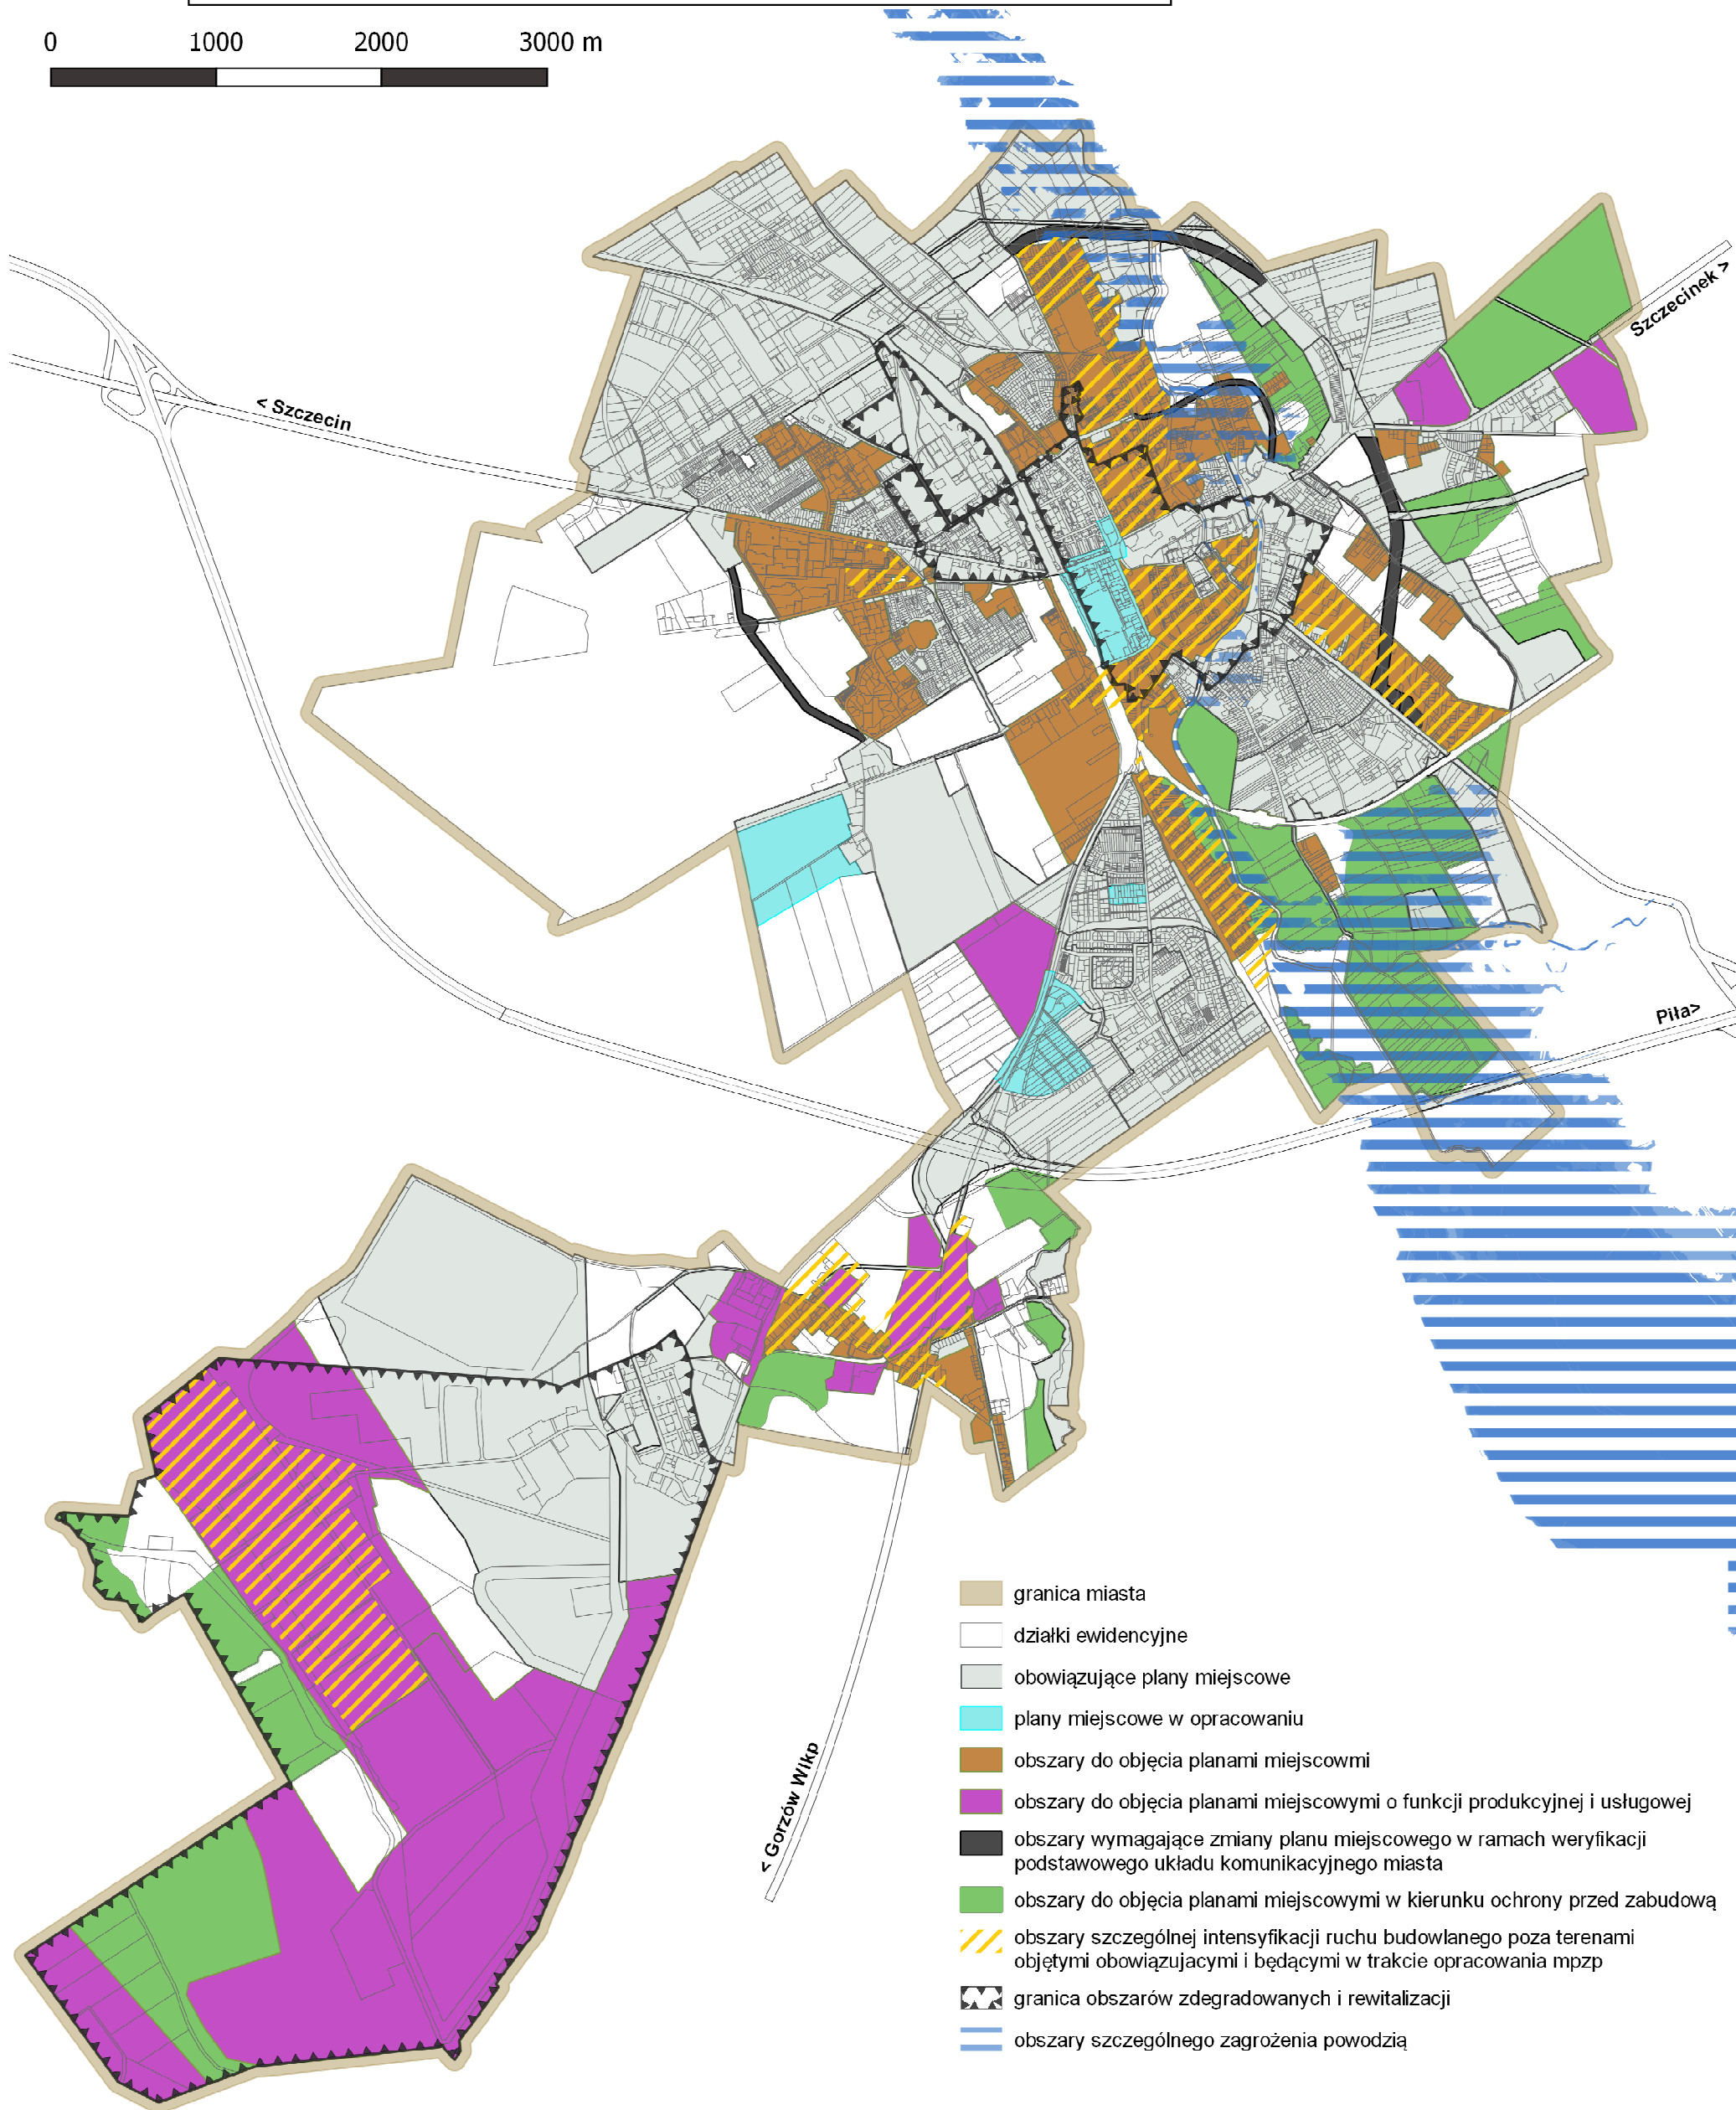 0 1000 2000 3000 m
Szczecinek >
< Szczecin
Piła>
< Gorzów Wlkp
granica miasta
działki ewidencyjne
obowiązujące plany miejscowe
plany miejscowe w opracowaniu
obszary do objęcia planami miejscowmi
obszary do objęcia planami miejscowymi o funkcji produkcyjnej i usługowej
obszary wymagające zmiany planu miejscowego w ramach weryfikacji
podstawowego układu komunikacyjnego miasta
obszary do objęcia planami miejscowymi w kierunku ochrony przed zabudową
obszary szczególnej intensyfikacji ruchu budowlanego poza terenami
objętymi obowiązujacymi i będącymi w trakcie opracowania mpzp
granica obszarów zdegradowanych i rewitalizacji
obszary szczególnego zagrożenia powodzią